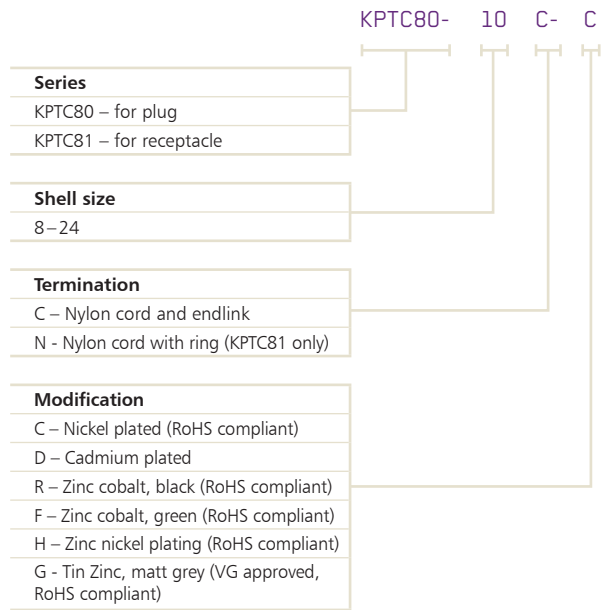 KPTC80- 10 C- C
Series
KPTC80 – for plug
KPTC81 – for receptacle
Shell size
8–24
Termination
C – Nylon cord and endlink
N - Nylon cord with ring (KPTC81 only)
Modification
C – Nickel plated (RoHS compliant)
D – Cadmium plated
R – Zinc cobalt, black (RoHS compliant)
F – Zinc cobalt, green (RoHS compliant)
H – Zinc nickel plating (RoHS compliant)
G - Tin Zinc, matt grey (VG approved,
RoHS compliant)